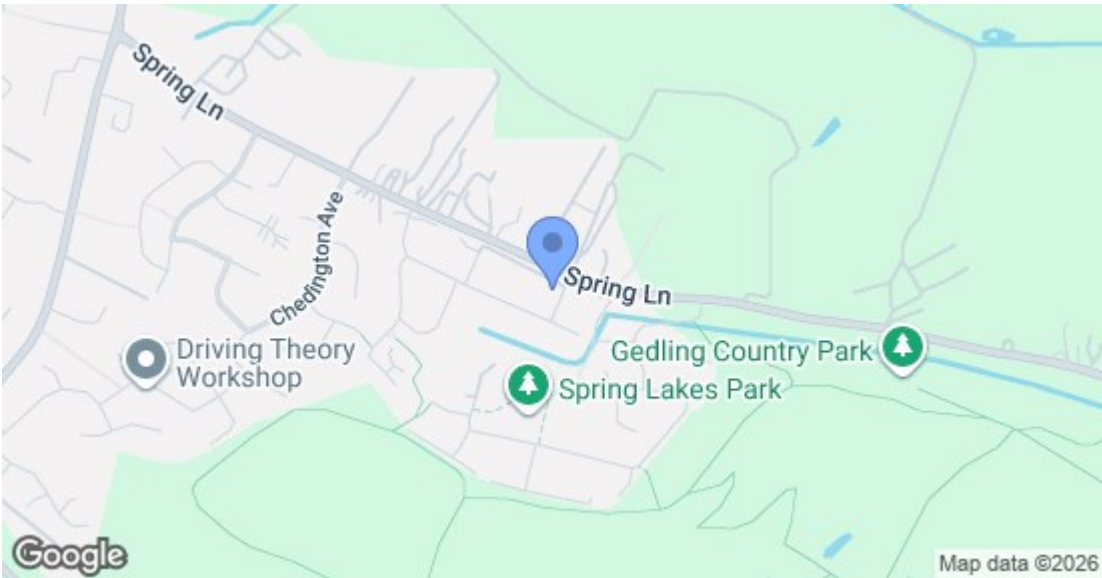 Spring Ln
Chedington Ave
Spring Ln
Driving Theory
Workshop
Gedling Country Park
Spring Lakes Park
Google
Map data ©2026